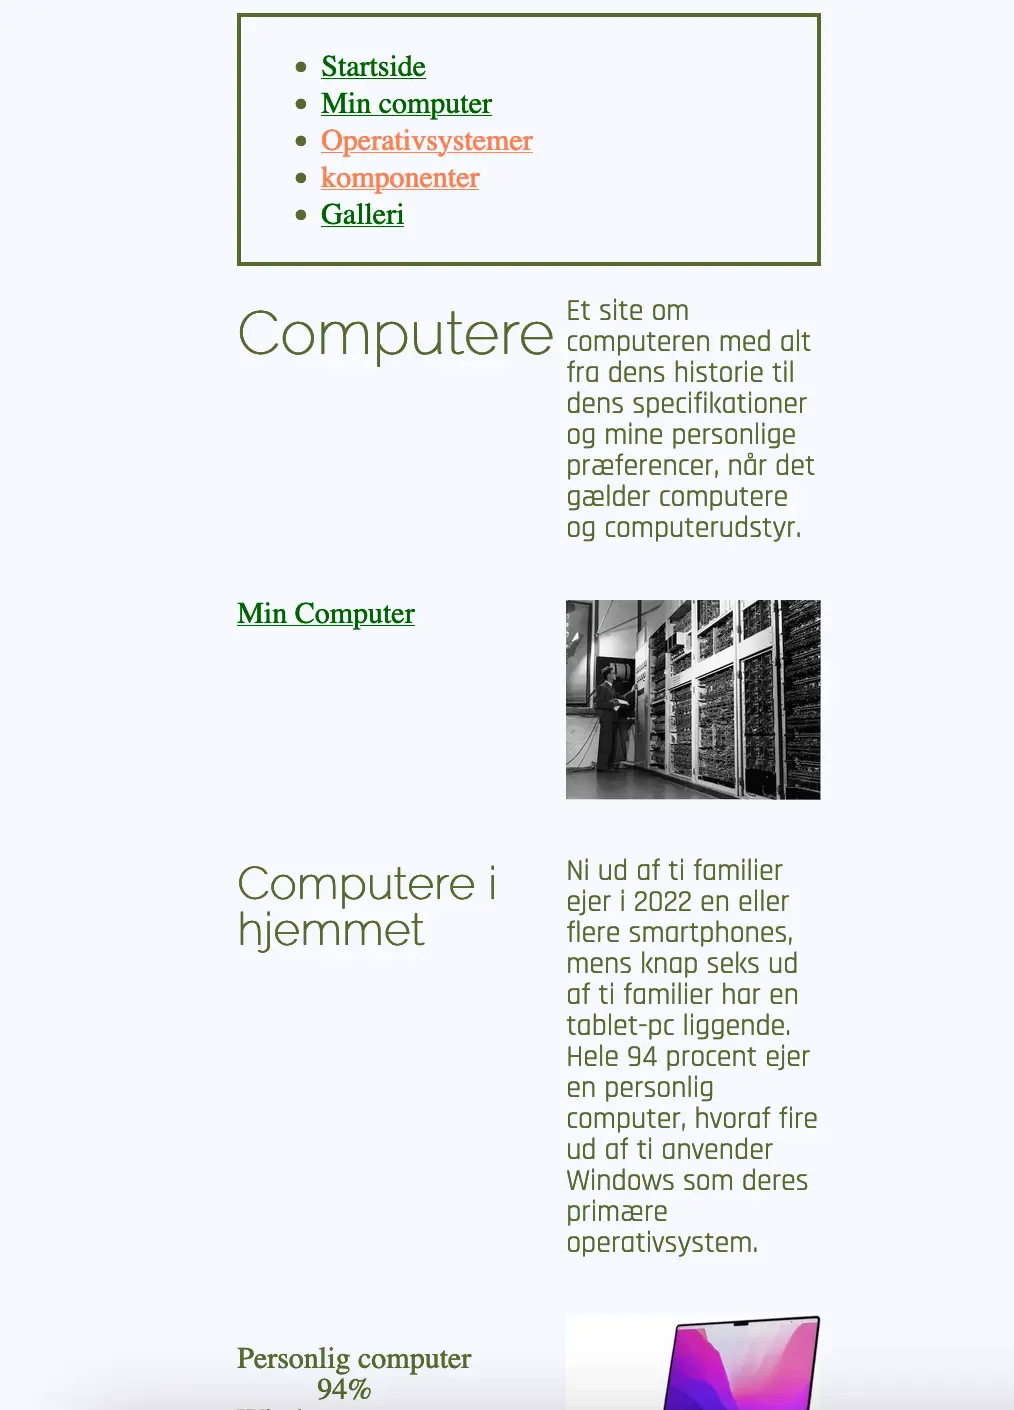 Startside
Min computer
Operativsystemer
komponenter
Galleri
Computere
Et site om
computeren med alt
fra dens historie til
dens specifikationer
og mine personlige
præferencer, når det
gælder computere
og computerudstyr.
Min Computer
Computere i
hjemmet
Ni ud af ti familier
ejer i 2022 en eller
flere smartphones,
mens knap seks ud
af ti familier har en
tablet-pc liggende.
Hele 94 procent ejer
en personlig
computer, hvoraf fire
ud af ti anvender
Windows som deres
primære
operativsystem.
Personlig computer
94%